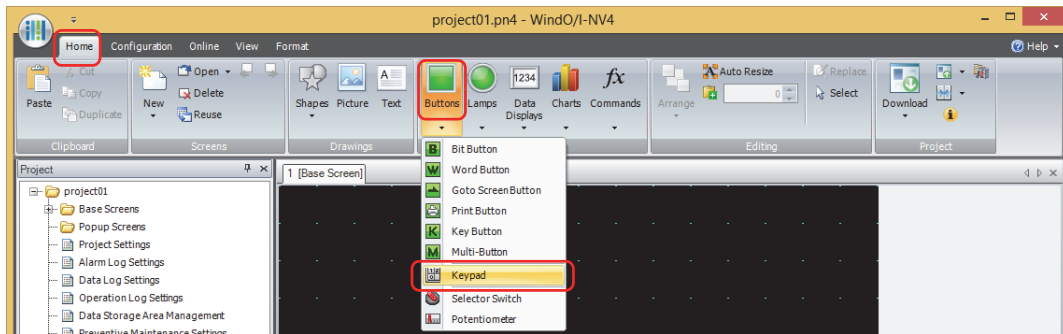 project01.pn4 - WindO/I-NV4
Home Configuration Online View Format Help
Paste Cut Copy Duplicate
New Open Delete Reuse
Shapes Picture Text
Buttons Lamps Data Displays Charts Commands
Arrange Auto Resize 0 Replace Select
Download
Clipboard Screens Drawings Editing Project
Project
1 [Base Screen]
project01
Base Screens
Popup Screens
Project Settings
Alarm Log Settings
Data Log Settings
Operation Log Settings
Data Storage Area Management
Preventive Maintenance Settings
Bit Button
Word Button
Goto Screen Button
Print Button
Key Button
Multi-Button
Keypad
Selector Switch
Potentiometer